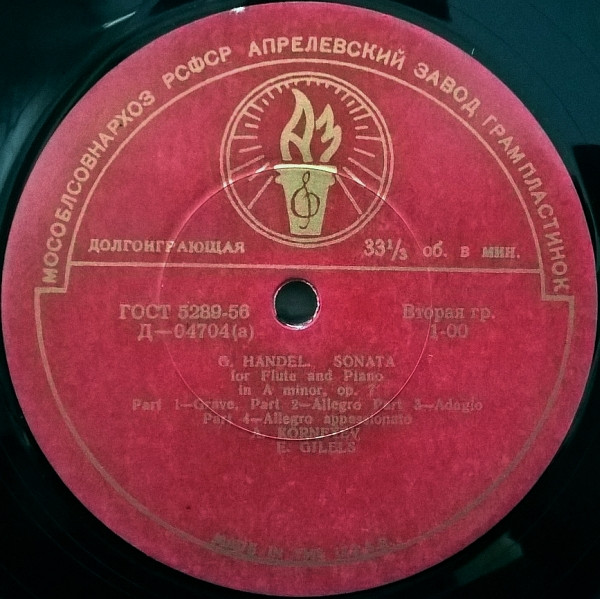 МОСОБЛСОВНАРХОЗ РСФСР АПРЕЛЕВСКИЙ ЗАВОД ГРАМПЛАСТИНОК
АЗ
ДОЛГОИГРАЮЩАЯ 33⅓ об. в мин.
ГОСТ 5289-56 Вторая гр.
Д—04704(а) 1-00
G. HANDEL. SONATA
for Flute and Piano
in A minor, op. 7
Part 1—Grave, Part 2—Allegro Part 3—Adagio
Part 4—Allegro appassionato
A. KORNEYEV
E. GILELS
MADE IN THE USSR